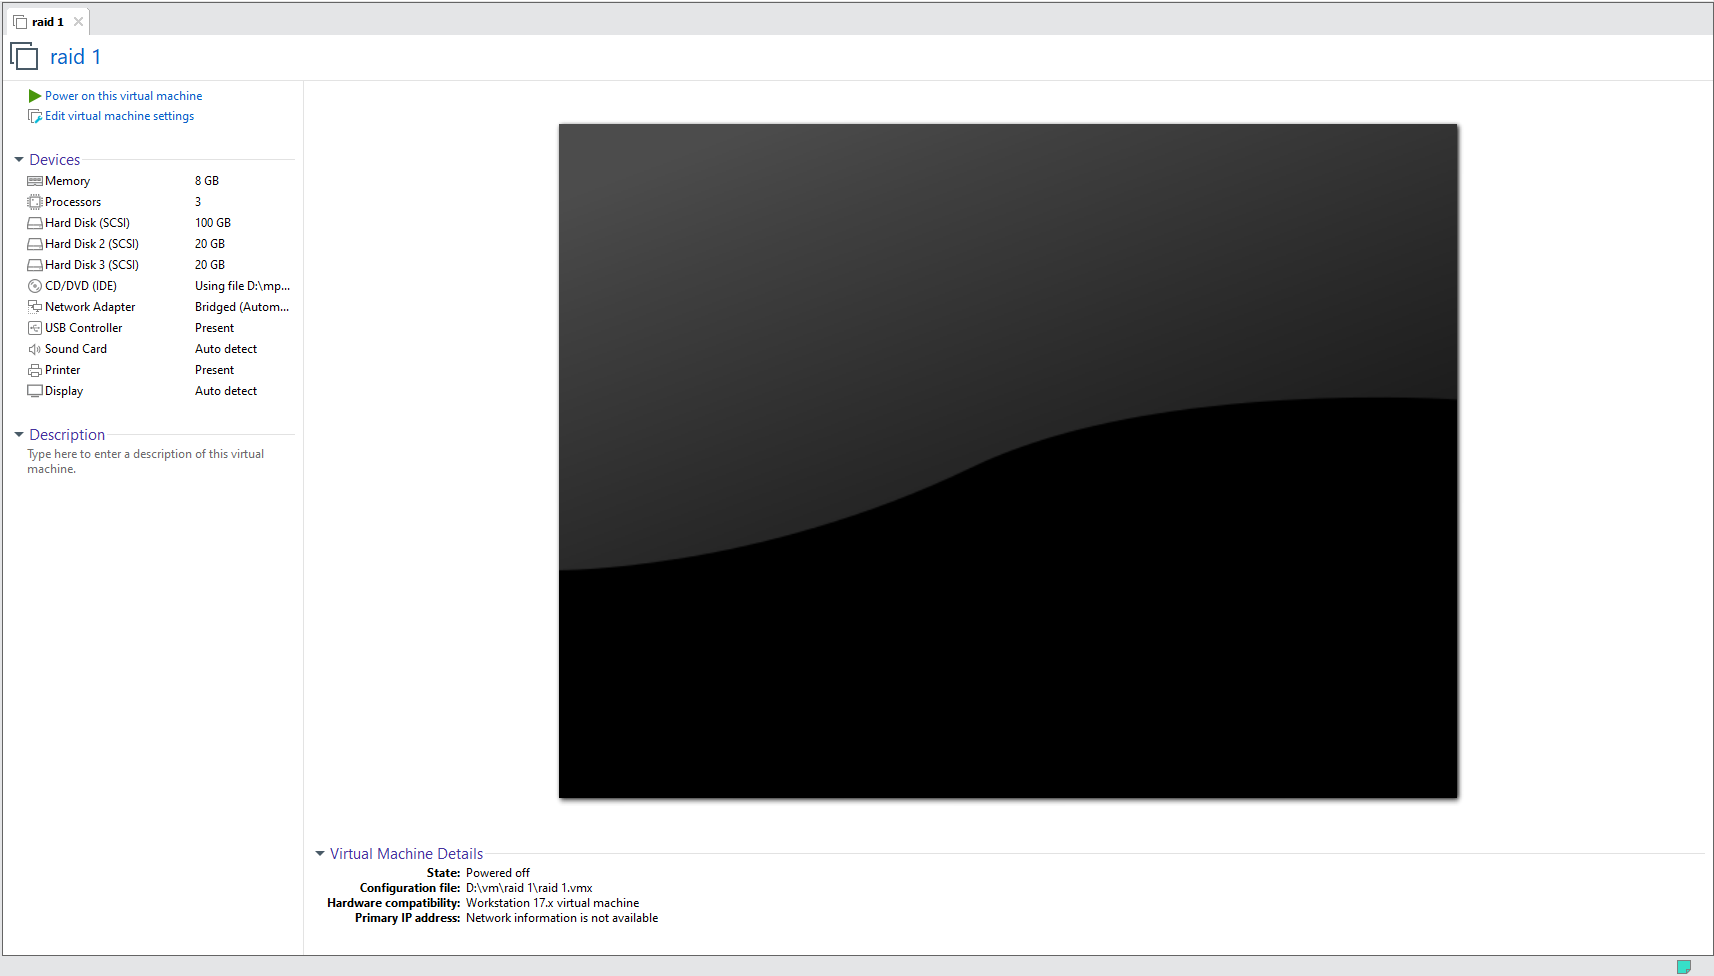 raid 1
raid 1
Power on this virtual machine
Edit virtual machine settings
Devices
Memory 8 GB
Processors 3
Hard Disk (SCSI) 100 GB
Hard Disk 2 (SCSI) 20 GB
Hard Disk 3 (SCSI) 20 GB
CD/DVD (IDE) Using file D:\mp...
Network Adapter Bridged (Autom...
USB Controller Present
Sound Card Auto detect
Printer Present
Display Auto detect
Description
Type here to enter a description of this virtual
machine.
Virtual Machine Details
State: Powered off
Configuration file: D:\vm\raid 1\raid 1.vmx
Hardware compatibility: Workstation 17.x virtual machine
Primary IP address: Network information is not available